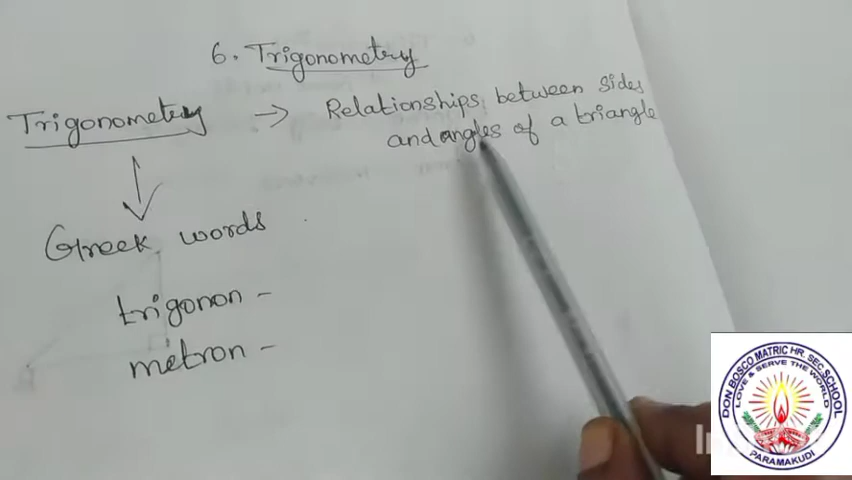 6. Trigonometry
Trigonometry → Relationships between sides
and angles of a triangle
Greek words
trigonon -
metron -
DON BOSCO MATRIC HR. SEC. SCHOOL
LOVE & SERVE THE WORLD
PARAMAKUDI